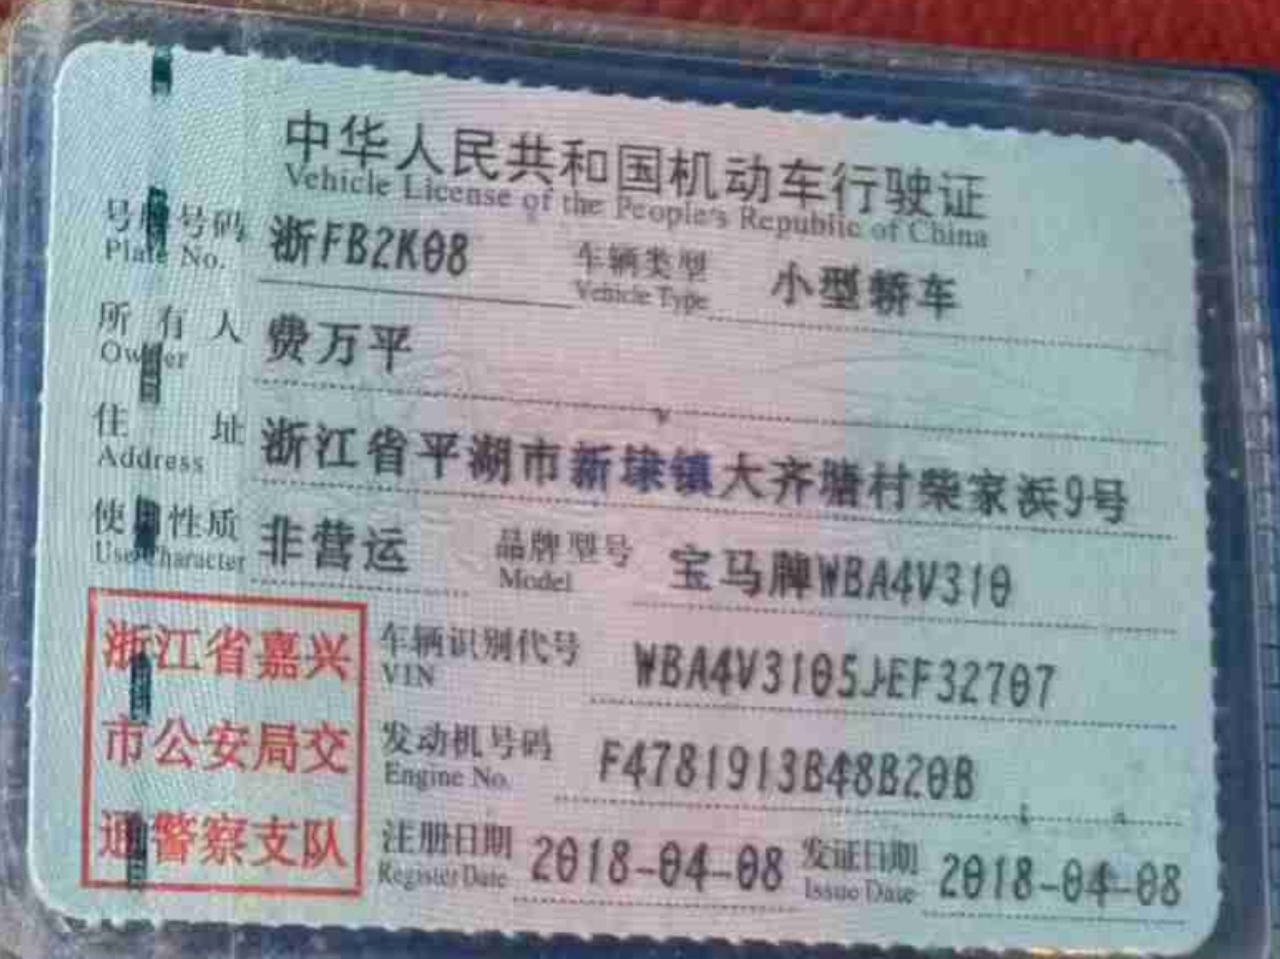 中华人民共和国机动车行驶证
Vehicle License of the People's Republic of China
号牌号码 浙FB2K08 车辆类型 小型轿车
Plate No. Vehicle Type
所有人 费万平
Owner
住址 浙江省平湖市新埭镇大齐塘村柴家浜9号
Address
使用性质 非营运 品牌型号 宝马牌WBA4V310
Use Character Model
浙江省嘉兴
市公安局交
通警察支队
车辆识别代号 WBA4V3105JEF32707
VIN
发动机号码 F4781913B48B20B
Engine No.
注册日期 2018-04-08 发证日期 2018-04-08
Register Date Issue Date